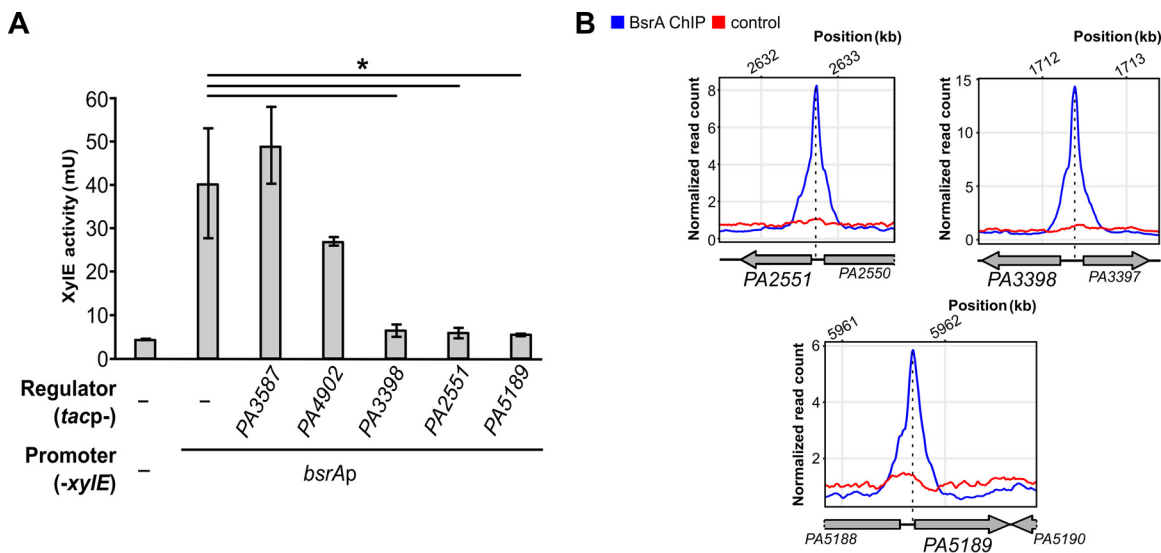 A
*
XylE activity (mU)
60
50
40
30
20
10
0
Regulator
(tacp-)
– – PA3587 PA4902 PA3398 PA2551 PA5189
Promoter
(-xylE)
– bsrAp
B
BsrA ChIP control
Position (kb)
2632 2633
Normalized read count
8
6
4
2
0
PA2551 PA2550
Position (kb)
1712 1713
Normalized read count
15
10
5
0
PA3398 PA3397
Position (kb)
5961 5962
Normalized read count
6
4
2
PA5188 PA5189 PA5190